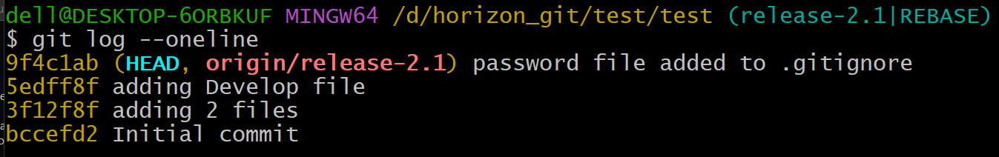 dell@DESKTOP-6ORBKUF MINGW64 /d/horizon_git/test/test (release-2.1|REBASE)
$ git log --oneline
9f4c1ab (HEAD, origin/release-2.1) password file added to .gitignore
5edff8f adding Develop file
3f12f8f adding 2 files
bccefd2 Initial commit